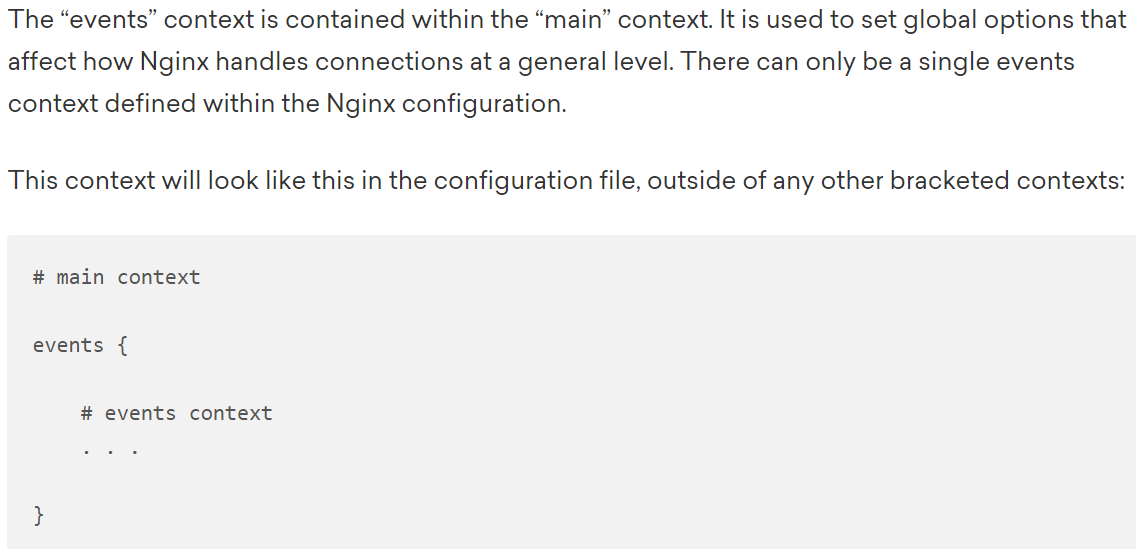 The “events” context is contained within the “main” context. It is used to set global options that
affect how Nginx handles connections at a general level. There can only be a single events
context defined within the Nginx configuration.
This context will look like this in the configuration file, outside of any other bracketed contexts:
# main context
events {
    # events context
    . . .
}